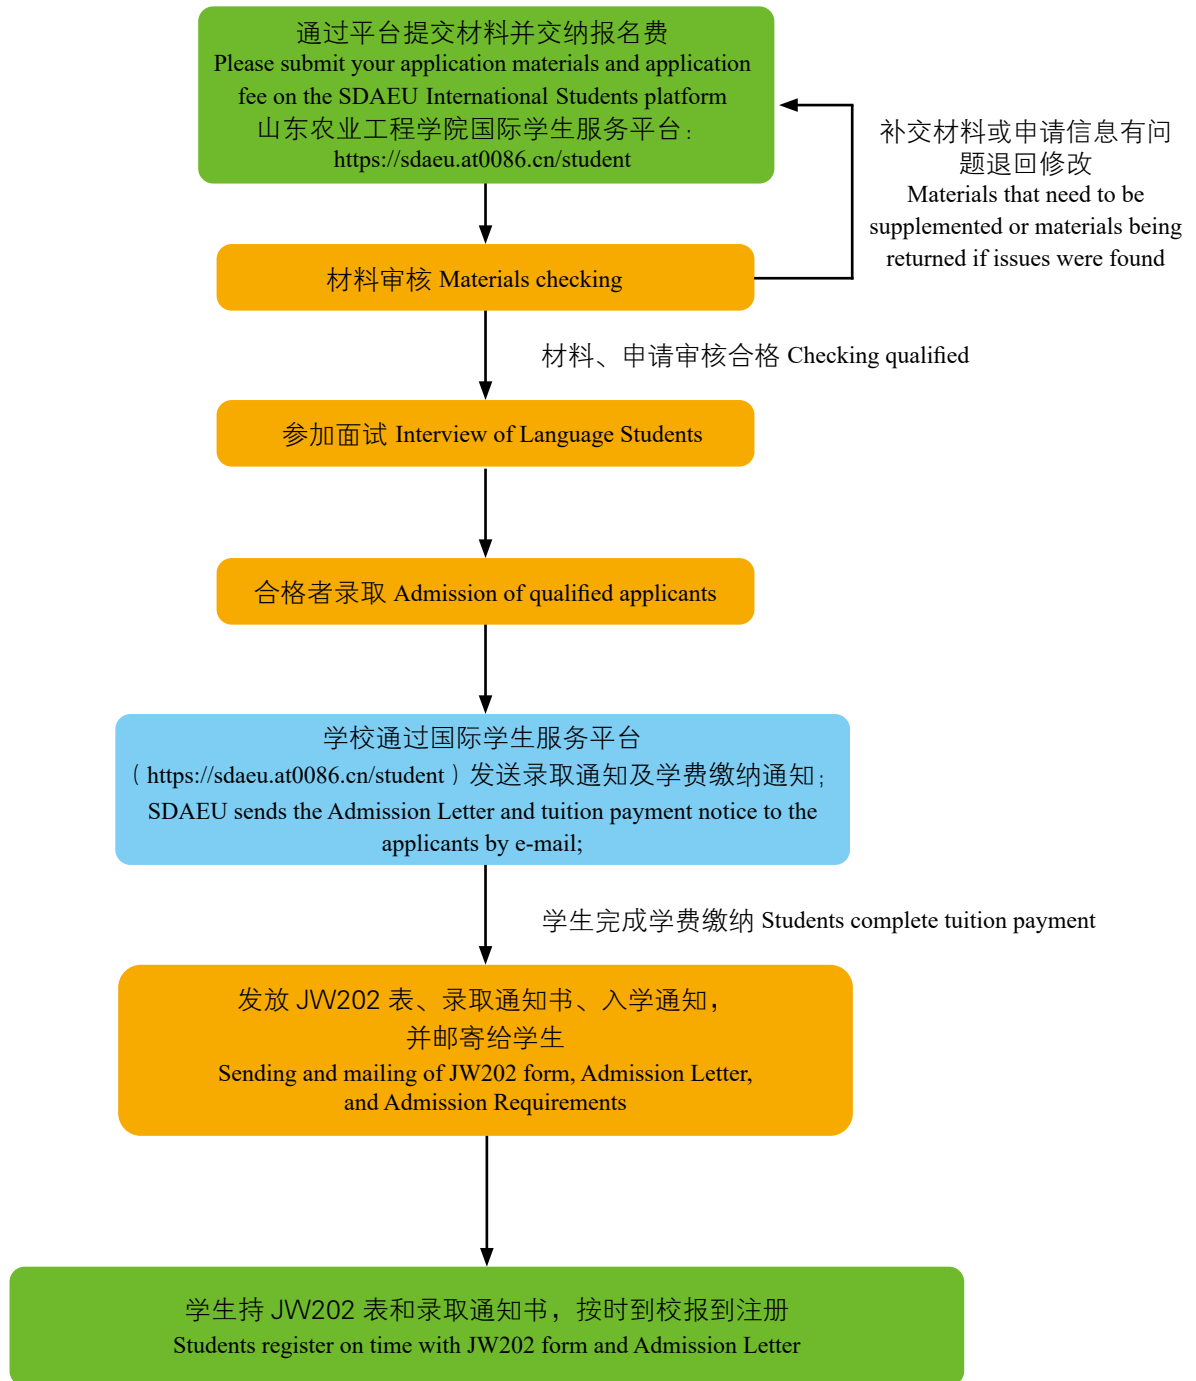 通过平台提交材料并交纳报名费
Please submit your application materials and application
fee on the SDAEU International Students platform
山东农业工程学院国际学生服务平台：
https://sdaeu.at0086.cn/student
补交材料或申请信息有问
题退回修改
Materials that need to be
supplemented or materials being
returned if issues were found
材料审核 Materials checking
材料、申请审核合格 Checking qualified
参加面试 Interview of Language Students
合格者录取 Admission of qualified applicants
学校通过国际学生服务平台
（https://sdaeu.at0086.cn/student）发送录取通知及学费缴纳通知；
SDAEU sends the Admission Letter and tuition payment notice to the
applicants by e-mail;
学生完成学费缴纳 Students complete tuition payment
发放 JW202 表、录取通知书、入学通知，
并邮寄给学生
Sending and mailing of JW202 form, Admission Letter,
and Admission Requirements
学生持 JW202 表和录取通知书，按时到校报到注册
Students register on time with JW202 form and Admission Letter